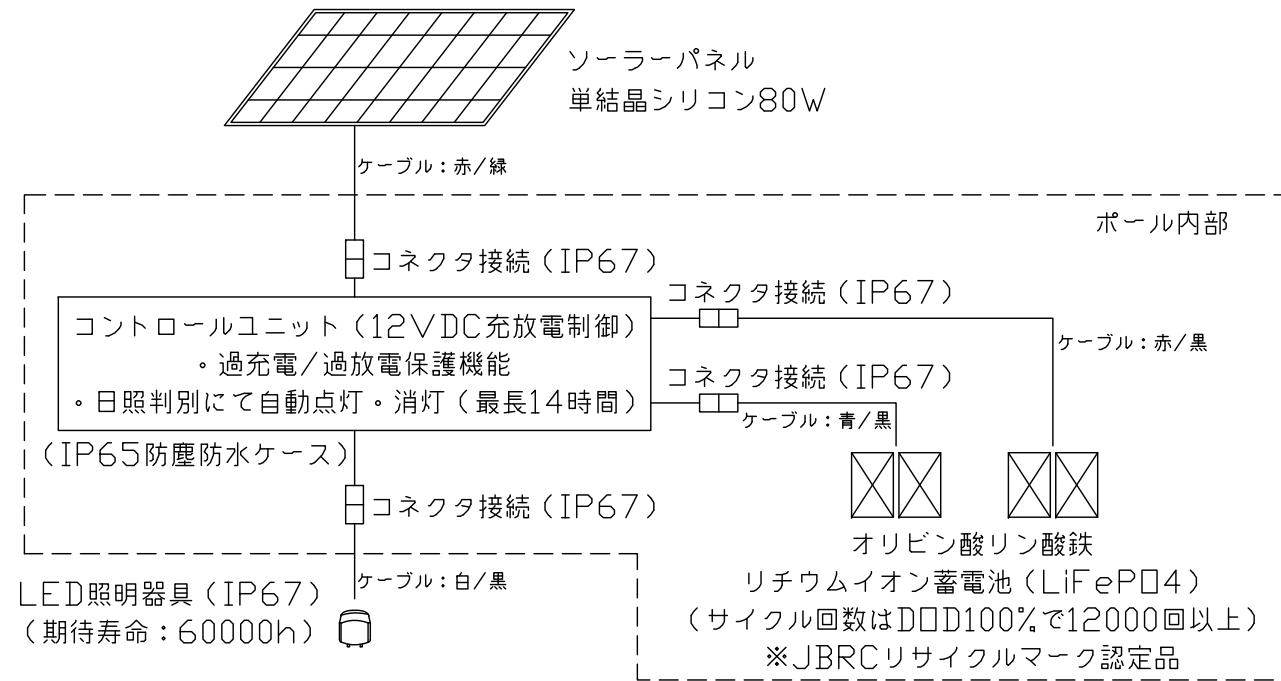 ソーラーパネル
単結晶シリコン80W
ケーブル：赤/緑
ポール内部
コネクタ接続（IP67）
コネクタ接続（IP67）
コントロールユニット（12VDC充放電制御）
・過充電/過放電保護機能
・日照判別にて自動点灯・消灯（最長14時間）
ケーブル：赤/黒
コネクタ接続（IP67）
ケーブル：青/黒
（IP65防塵防水ケース）
コネクタ接続（IP67）
オリビン酸リン酸鉄
リチウムイオン蓄電池（LiFePO4）
（サイクル回数はDOD100%で12000回以上）
※JBRCリサイクルマーク認定品
ケーブル：白/黒
LED照明器具（IP67）
（期待寿命：60000h）